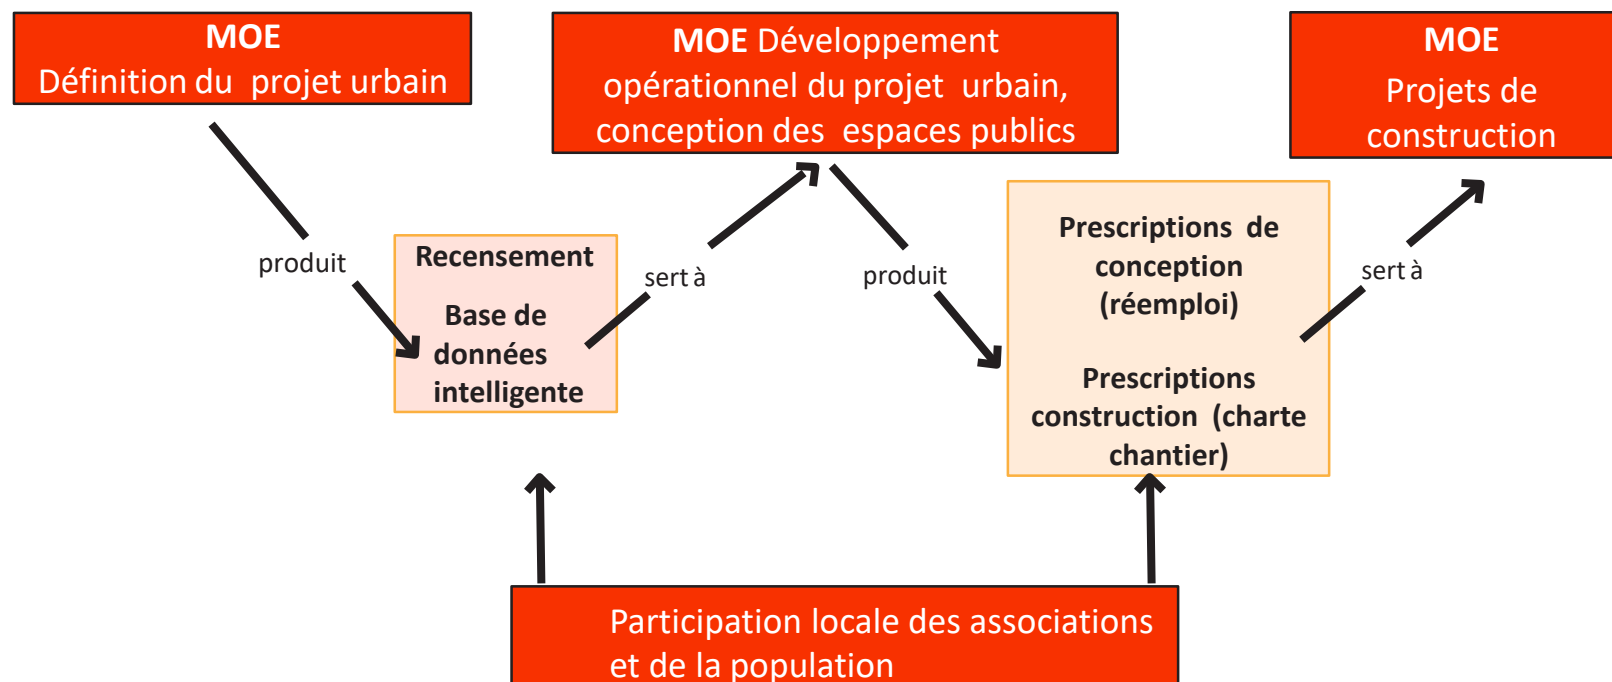 MOE
Définition du projet urbain
MOE Développement
opérationnel du projet urbain,
conception des espaces publics
MOE
Projets de
construction
produit
Recensement
Base de
données
intelligente
sert à
produit
Prescriptions de
conception
(réemploi)
Prescriptions
construction (charte
chantier)
sert à
Participation locale des associations
et de la population